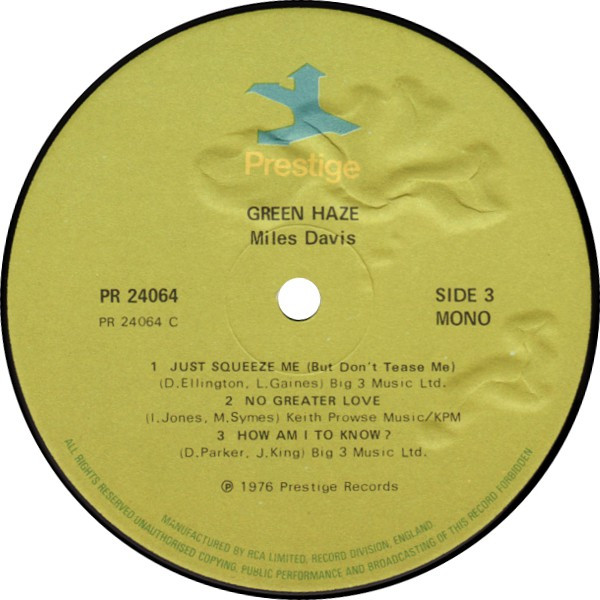 Prestige
GREEN HAZE
Miles Davis
PR 24064
PR 24064 C
SIDE 3
MONO
1 JUST SQUEEZE ME (But Don't Tease Me)
(D.Ellington, L.Gaines) Big 3 Music Ltd.
2 NO GREATER LOVE
(I.Jones, M.Symes) Keith Prowse Music/KPM
3 HOW AM I TO KNOW?
(D.Parker, J.King) Big 3 Music Ltd.
℗ 1976 Prestige Records
MANUFACTURED BY RCA LIMITED, RECORD DIVISION, ENGLAND.
ALL RIGHTS RESERVED UNAUTHORISED COPYING, PUBLIC PERFORMANCE AND BROADCASTING OF THIS RECORD FORBIDDEN